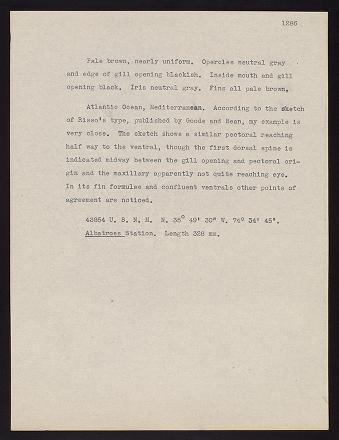 1286
Pale brown, nearly uniform. Opercles neutral gray
and edge of gill opening blackish. Inside mouth and gill
opening black. Iris neutral gray. Fins all pale brown.
Atlantic Ocean, Mediterranean. According to the sketch
of Risso's type, published by Goode and Bean, my example is
very close. The sketch shows a similar pectoral reaching
half way to the ventral, though the first dorsal spine is
indicated midway between the gill opening and pectoral ori-
gin and the maxillary apparently not quite reaching eye.
In its fin formulae and confluent ventrals other points of
agreement are noticed.
43854 U. S. N. M. N. 35° 49' 30" W. 74° 34' 45".
Albatross Station. Length 328 mm.